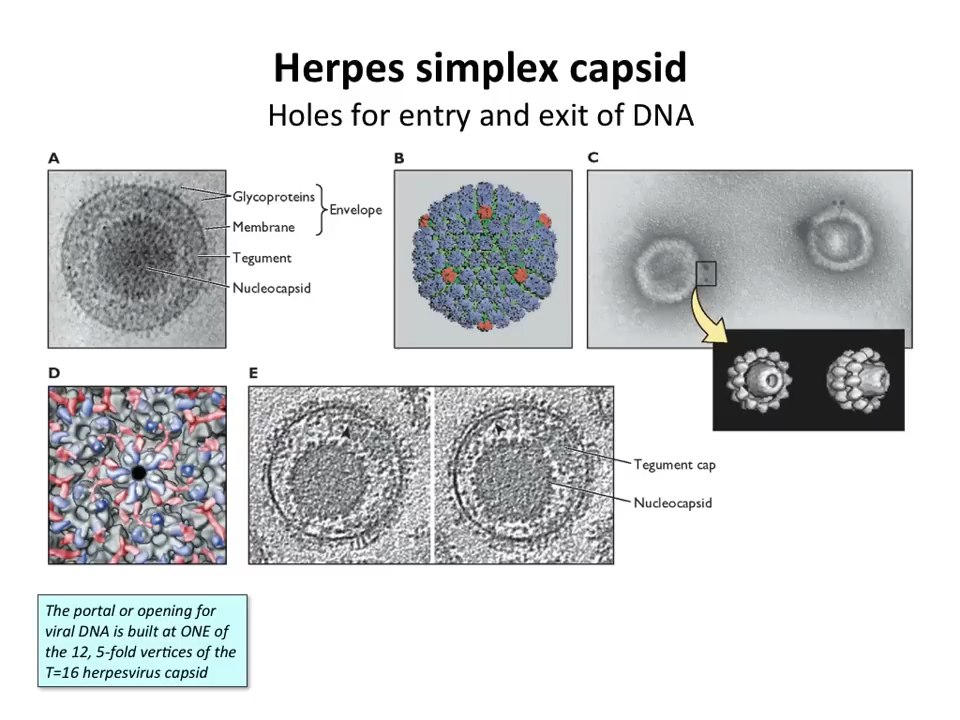 Herpes simplex capsid
Holes for entry and exit of DNA
A
Glycoproteins
Membrane
Envelope
Tegument
Nucleocapsid
B
C
D
E
Tegument cap
Nucleocapsid
The portal or opening for
viral DNA is built at ONE of
the 12, 5-fold vertices of the
T=16 herpesvirus capsid